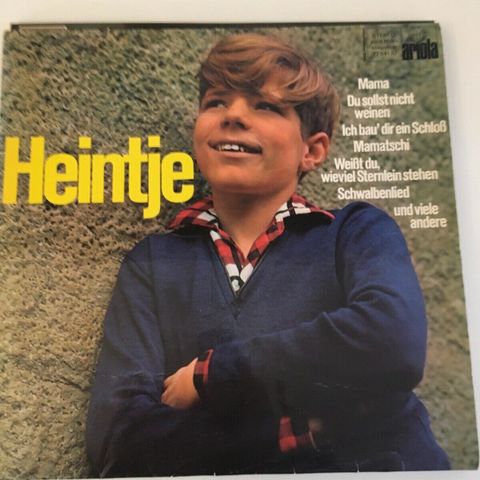 STEREO
ariola
Mama
Du sollst nicht
weinen
Ich bau' dir ein Schloß
Mamatschi
Weißt du,
wieviel Sternlein stehen
Schwalbenlied
und viele
andere
Heintje